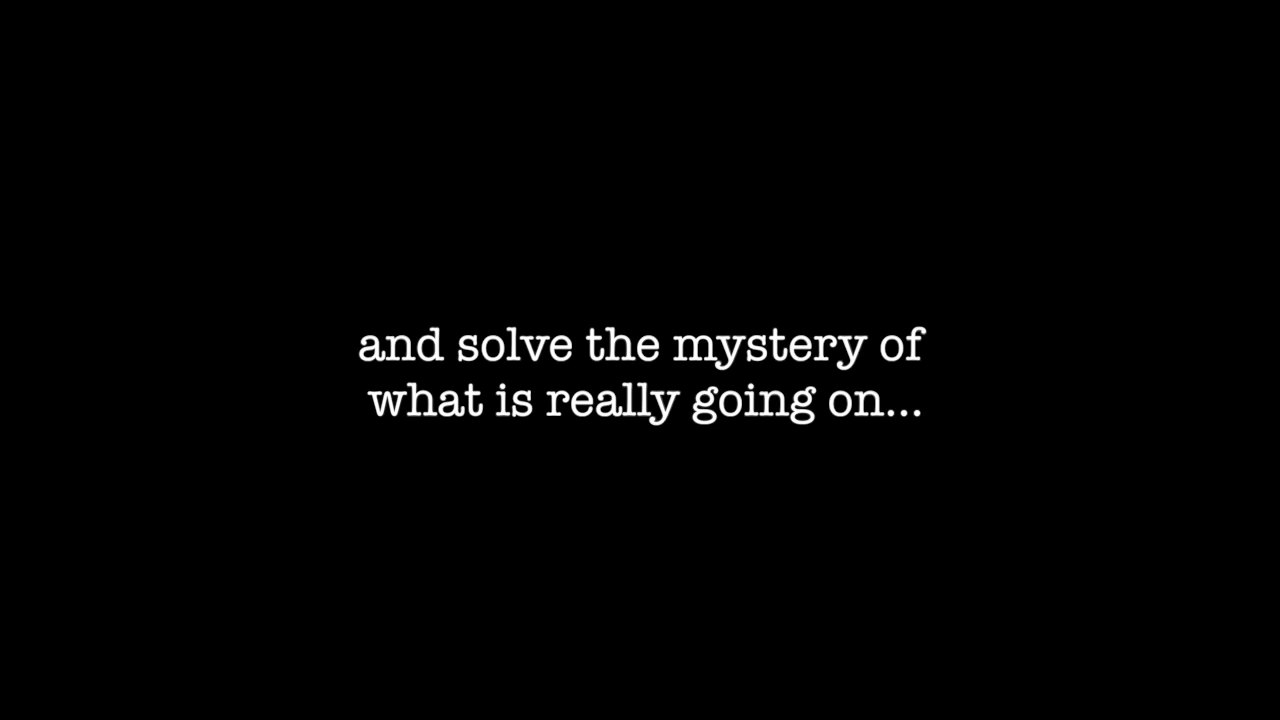 and solve the mystery of
what is really going on...